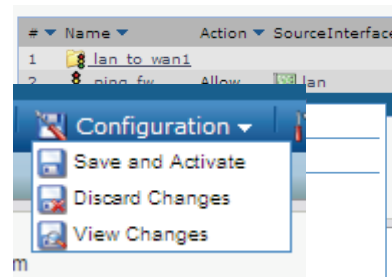 # Name Action SourceInterface
1 lan_to_wan1
2 ping_fw Allow lan
Configuration
Save and Activate
Discard Changes
View Changes
m